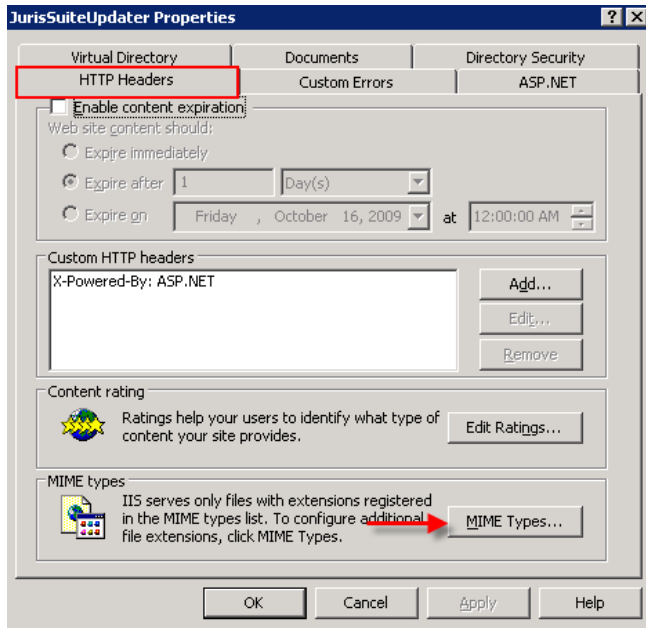 JurisSuiteUpdater Properties
Virtual Directory
Documents
Directory Security
HTTP Headers
Custom Errors
ASP.NET
Enable content expiration
Web site content should:
Expire immediately
Expire after 1 Day(s)
Expire on Friday , October 16, 2009 at 12:00:00 AM
Custom HTTP headers
X-Powered-By: ASP.NET
Add...
Edit...
Remove
Content rating
Ratings help your users to identify what type of
content your site provides.
Edit Ratings...
MIME types
IIS serves only files with extensions registered
in the MIME types list. To configure additional
file extensions, click MIME Types.
MIME Types...
OK
Cancel
Apply
Help